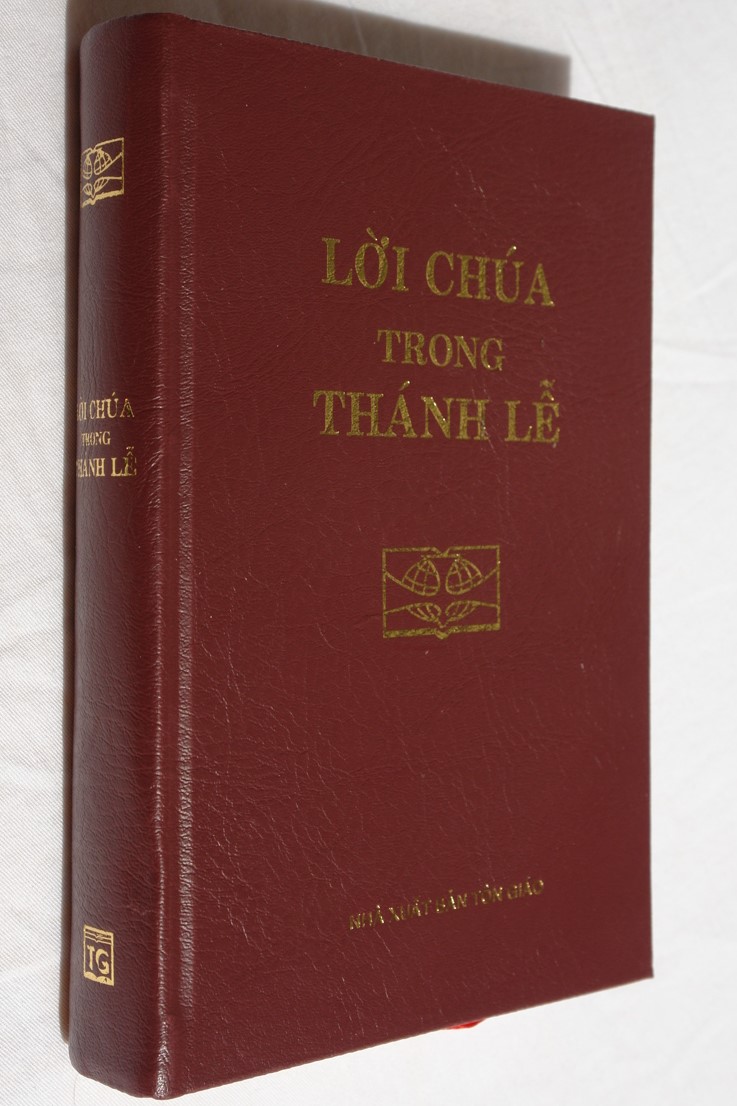 LỜI CHÚA
TRONG
THÁNH LỄ
NHÀ XUẤT BẢN TÔN GIÁO
LỜI CHÚA
TRONG
THÁNH LỄ
TG